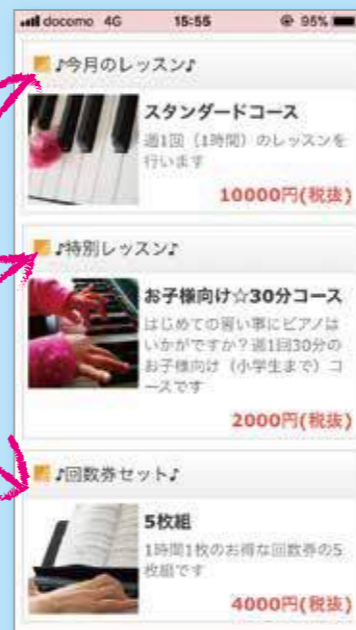 docomo 4G 15:55 95%
♪今月のレッスン♪
スタンダードコース
週1回(1時間)のレッスンを
行います
10000円(税抜)
♪特別レッスン♪
お子様向け☆30分コース
はじめての習い事にピアノは
いかがですか?週1回30分の
お子様向け(小学生まで)コ
ースです
2000円(税抜)
♪回数券セット♪
5枚組
1時間1枚のお得な回数券の5
枚組です
4000円(税抜)